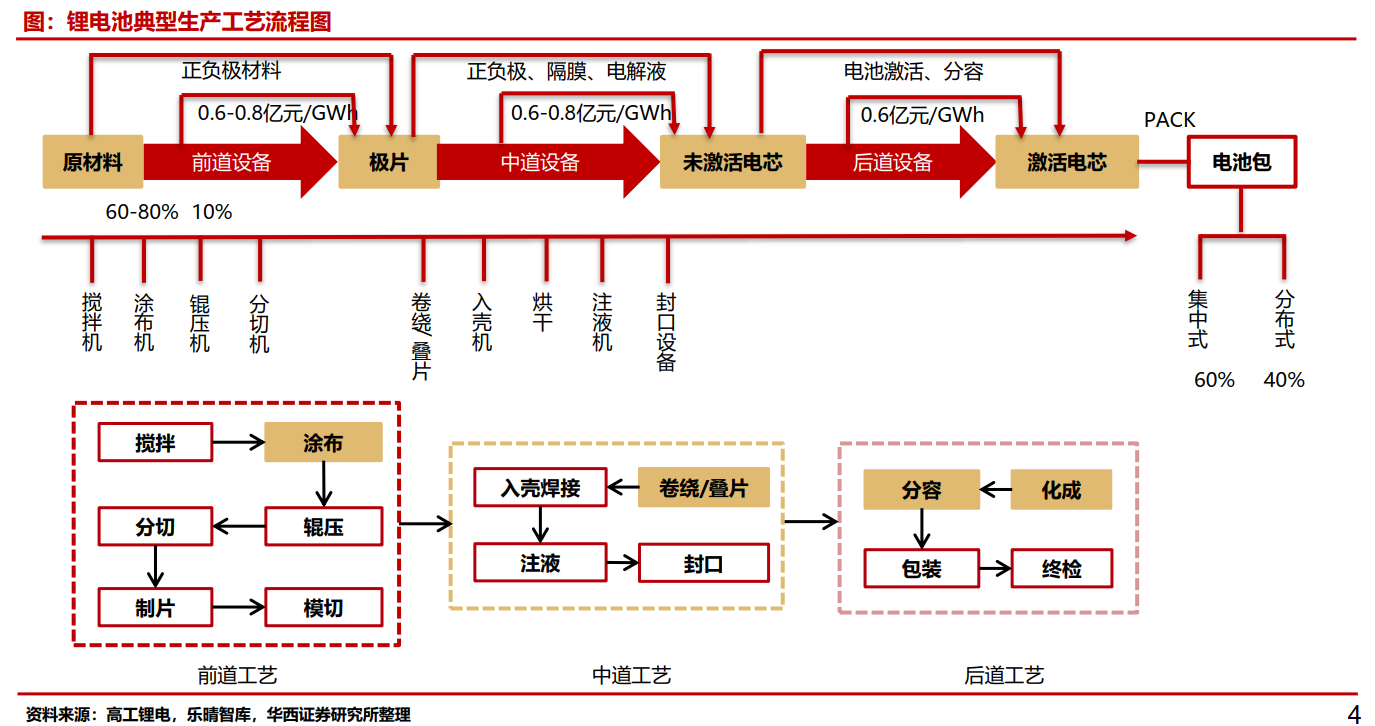 图：锂电池典型生产工艺流程图
正负极材料
正负极、隔膜、电解液
电池激活、分容
0.6-0.8亿元/GWh
0.6-0.8亿元/GWh
0.6亿元/GWh
PACK
原材料
前道设备
极片
中道设备
未激活电芯
后道设备
激活电芯
电池包
60-80%
10%
搅拌机
涂布机
辊压机
分切机
卷绕/叠片
入壳机
烘干
注液机
封口设备
集中式
分布式
60%
40%
搅拌
涂布
分切
辊压
制片
模切
入壳焊接
卷绕/叠片
注液
封口
分容
化成
包装
终检
前道工艺
中道工艺
后道工艺
资料来源：高工锂电，乐晴智库，华西证券研究所整理
4